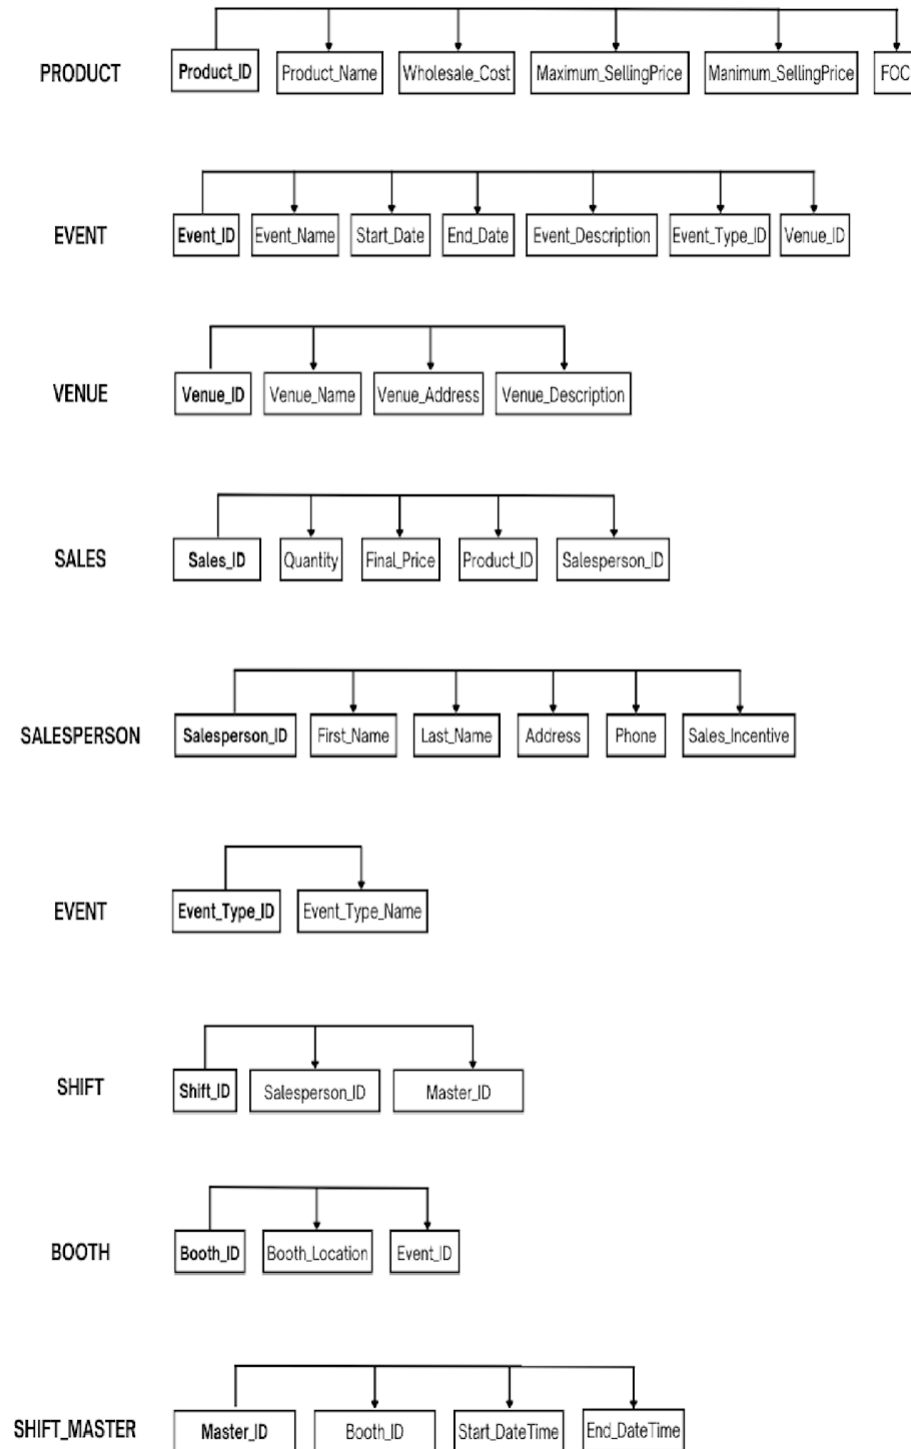 PRODUCT Product_ID Product_Name Wholesale_Cost Maximum_SellingPrice Manimum_SellingPrice FOC
EVENT Event_ID Event_Name Start_Date End_Date Event_Description Event_Type_ID Venue_ID
VENUE Venue_ID Venue_Name Venue_Address Venue_Description
SALES Sales_ID Quantity Final_Price Product_ID Salesperson_ID
SALESPERSON Salesperson_ID First_Name Last_Name Address Phone Sales_Incentive
EVENT Event_Type_ID Event_Type_Name
SHIFT Shift_ID Salesperson_ID Master_ID
BOOTH Booth_ID Booth_Location Event_ID
SHIFT_MASTER Master_ID Booth_ID Start_DateTime End_DateTime